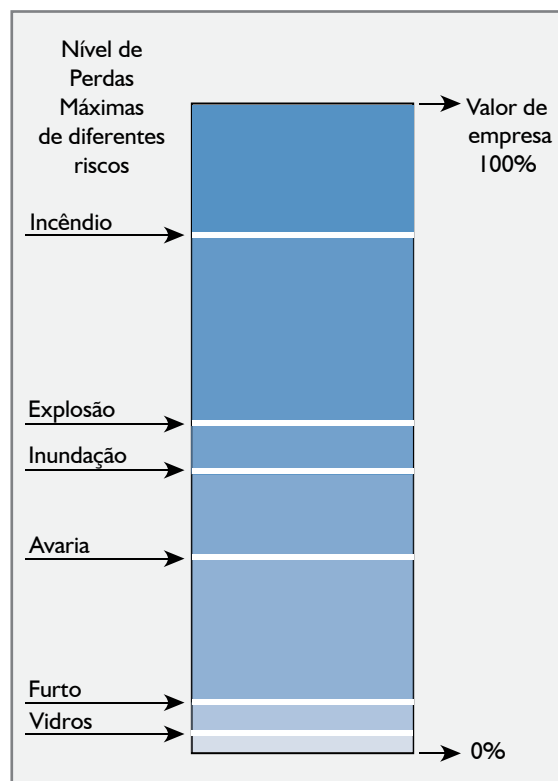 Nível de
Perdas
Máximas
de diferentes
riscos
Valor de
empresa
100%
Incêndio
Explosão
Inundação
Avaria
Furto
Vidros
0%